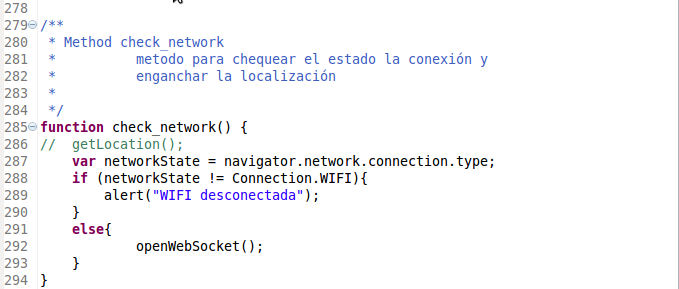 278
279 /**
280  * Method check_network
281  *          metodo para chequear el estado la conexión y
282  *          enganchar la localización
283  *
284  */
285 function check_network() {
286 //  getLocation();
287     var networkState = navigator.network.connection.type;
288     if (networkState != Connection.WIFI){
289         alert("WIFI desconectada");
290     }
291     else{
292             openWebSocket();
293     }
294 }